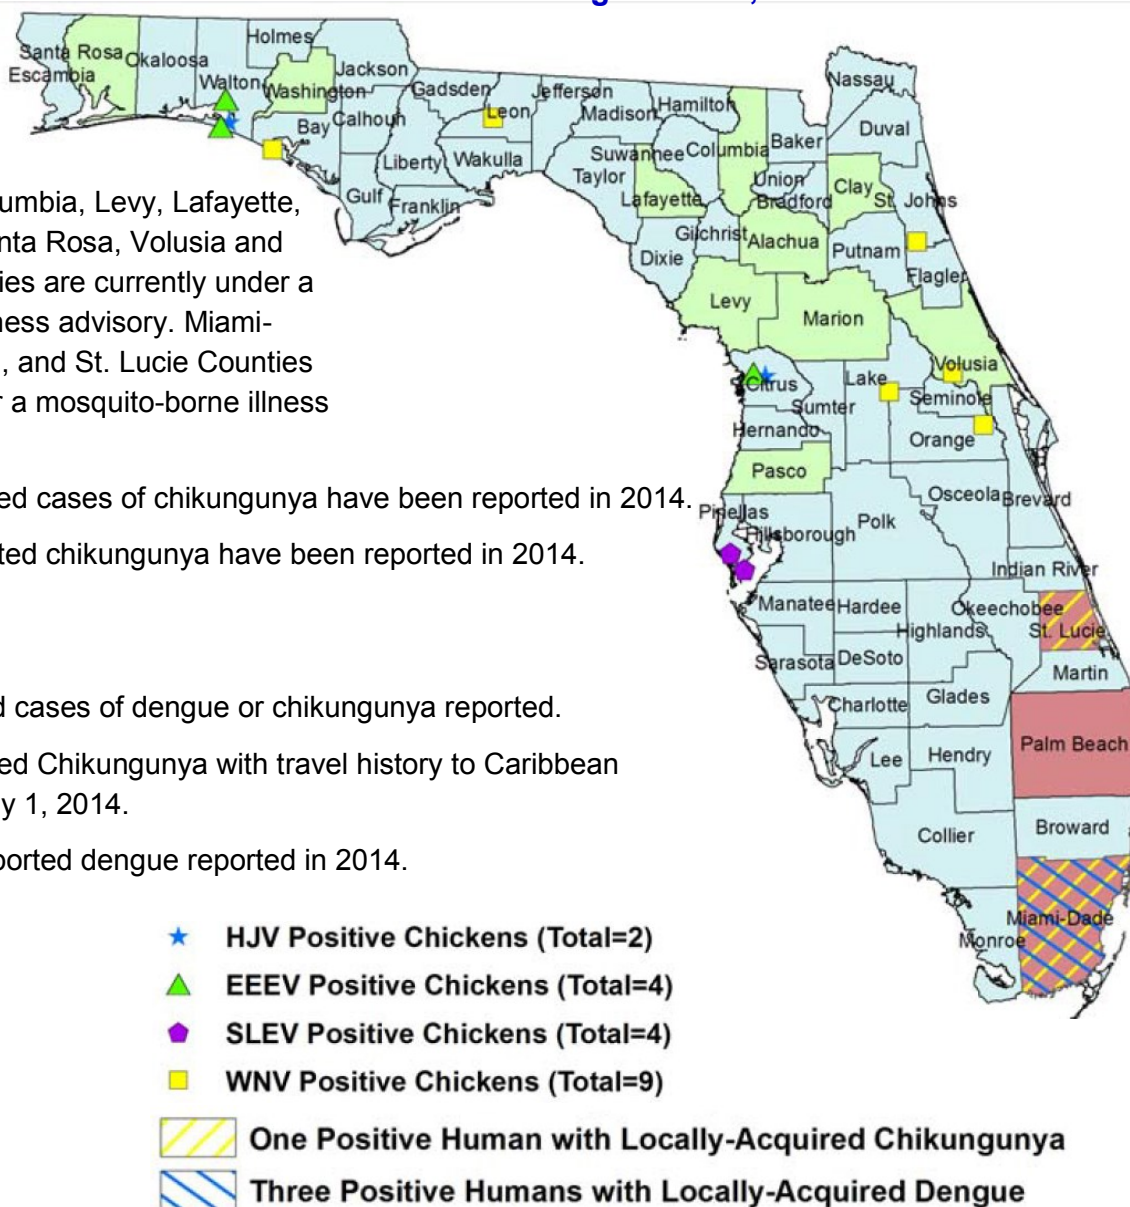 Holmes
Santa Rosa
Okaloosa
Escambia
Walton
Washington
Jackson
Gadsden
Jefferson
Leon
Madison
Hamilton
Nassau
Bay
Calhoun
Liberty
Wakulla
Suwannee
Columbia
Baker
Duval
Taylor
Union
Gulf
Franklin
Lafayette
Bradford
Clay
St. Johns
Gilchrist
Alachua
Dixie
Putnam
Flagler
Levy
Marion
Volusia
Citrus
Lake
Sumter
Seminole
Hernando
Orange
Pasco
Osceola
Brevard
Pinellas
Hillsborough
Polk
Indian River
Manatee
Hardee
Okeechobee
Highlands
St. Lucie
Sarasota
DeSoto
Martin
Charlotte
Glades
Palm Beach
Lee
Hendry
Collier
Broward
Miami-Dade
Monroe
umbia, Levy, Lafayette,
nta Rosa, Volusia and
ies are currently under a
ness advisory. Miami-
, and St. Lucie Counties
r a mosquito-borne illness
ed cases of chikungunya have been reported in 2014.
ted chikungunya have been reported in 2014.
d cases of dengue or chikungunya reported.
ed Chikungunya with travel history to Caribbean
y 1, 2014.
ported dengue reported in 2014.
HJV Positive Chickens (Total=2)
EEEV Positive Chickens (Total=4)
SLEV Positive Chickens (Total=4)
WNV Positive Chickens (Total=9)
One Positive Human with Locally-Acquired Chikungunya
Three Positive Humans with Locally-Acquired Dengue